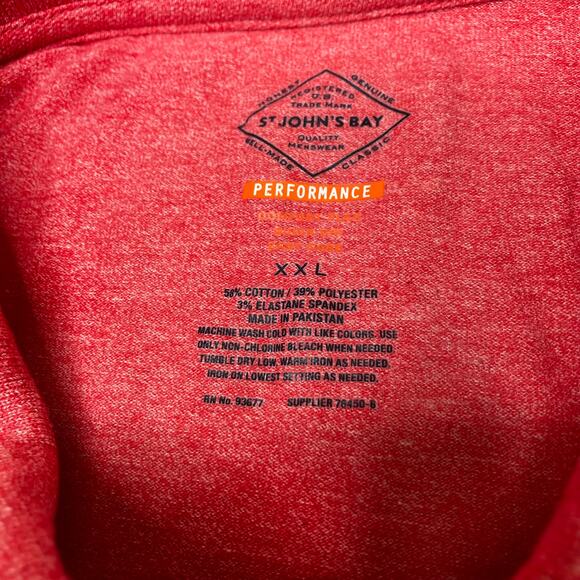 HONEST GENUINE
REGISTERED
U.S.
TRADE MARK
ST JOHN'S BAY
QUALITY
MENSWEAR
WELL-MADE CLASSIC
PERFORMANCE
XXL
58% COTTON / 39% POLYESTER
3% ELASTANE SPANDEX
MADE IN PAKISTAN
MACHINE WASH COLD WITH LIKE COLORS. USE
ONLY NON-CHLORINE BLEACH WHEN NEEDED.
TUMBLE DRY LOW. WARM IRON AS NEEDED.
IRON ON LOWEST SETTING AS NEEDED.
RN No. 93677 SUPPLIER 76450-6